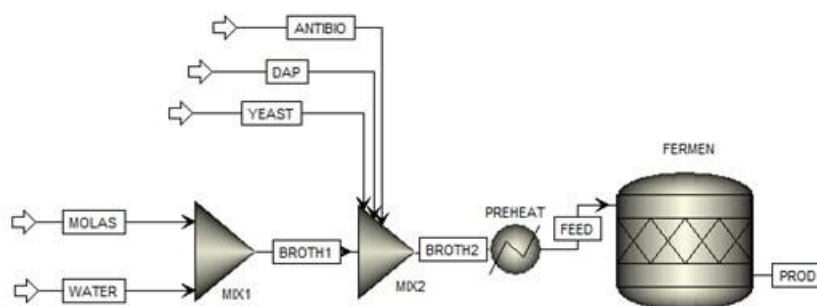 ANTIBIO
DAP
YEAST
FERMEN
MOLAS
PREHEAT
FEED
BROTH1
BROTH2
WATER
MIX1
MIX2
PROD